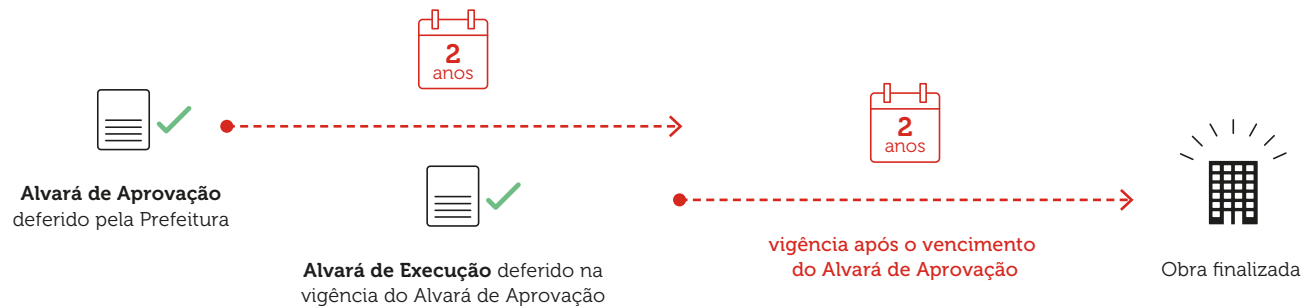 2
anos
2
anos
Alvará de Aprovação
deferido pela Prefeitura
Alvará de Execução deferido na
vigência do Alvará de Aprovação
vigência após o vencimento
do Alvará de Aprovação
Obra finalizada